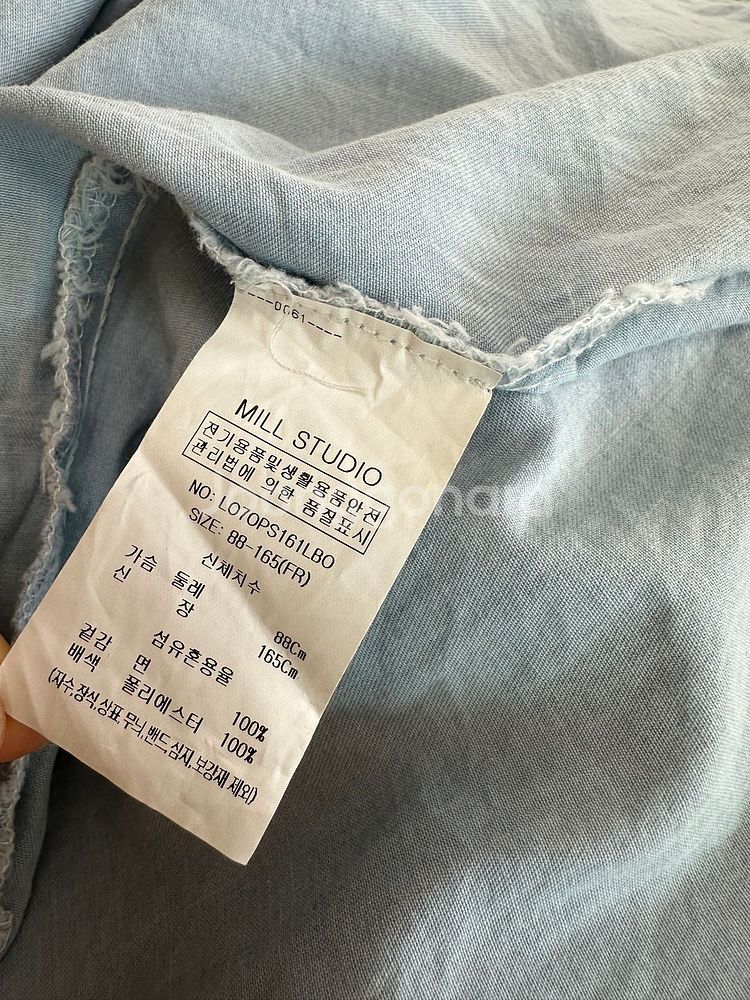 ---0061----
MILL STUDIO
전기용품및생활용품안전
관리법에 의한 품질표시
NO: LO7OPS161LBO
SIZE: 88-165(FR)
신체치수
가슴 둘레 88Cm
신 장 165Cm
섬유혼용율
겉감 면 100%
배색 폴리에스터 100%
(자수,장식,상표,무늬,밴드,심지,보강재 제외)